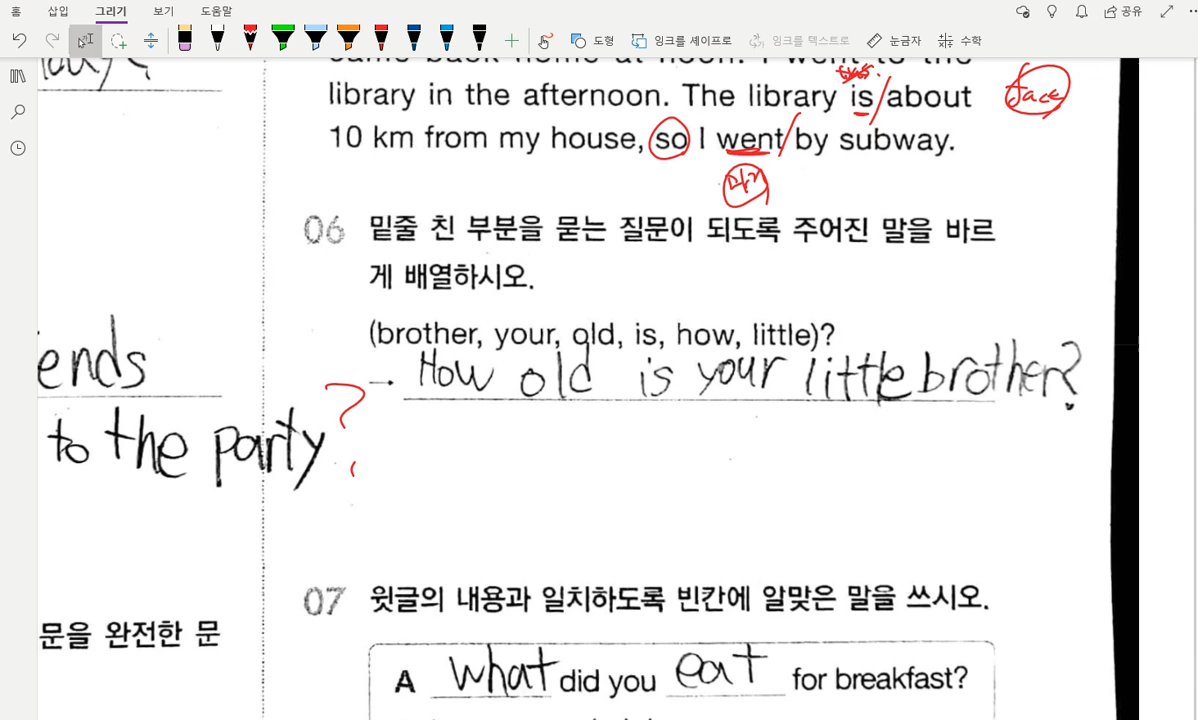 홈 삽입 그리기 보기 도움말
공유
도형 잉크를 셰이프로 잉크를 텍스트로 눈금자 수학
library in the afternoon. The library is/about
face
10 km from my house, so I went/by subway.
과거
06 밑줄 친 부분을 묻는 질문이 되도록 주어진 말을 바르
게 배열하시오.
(brother, your, old, is, how, little)?
→ How old is your little brother?
ends
to the party?
07 윗글의 내용과 일치하도록 빈칸에 알맞은 말을 쓰시오.
문을 완전한 문
A what did you eat for breakfast?